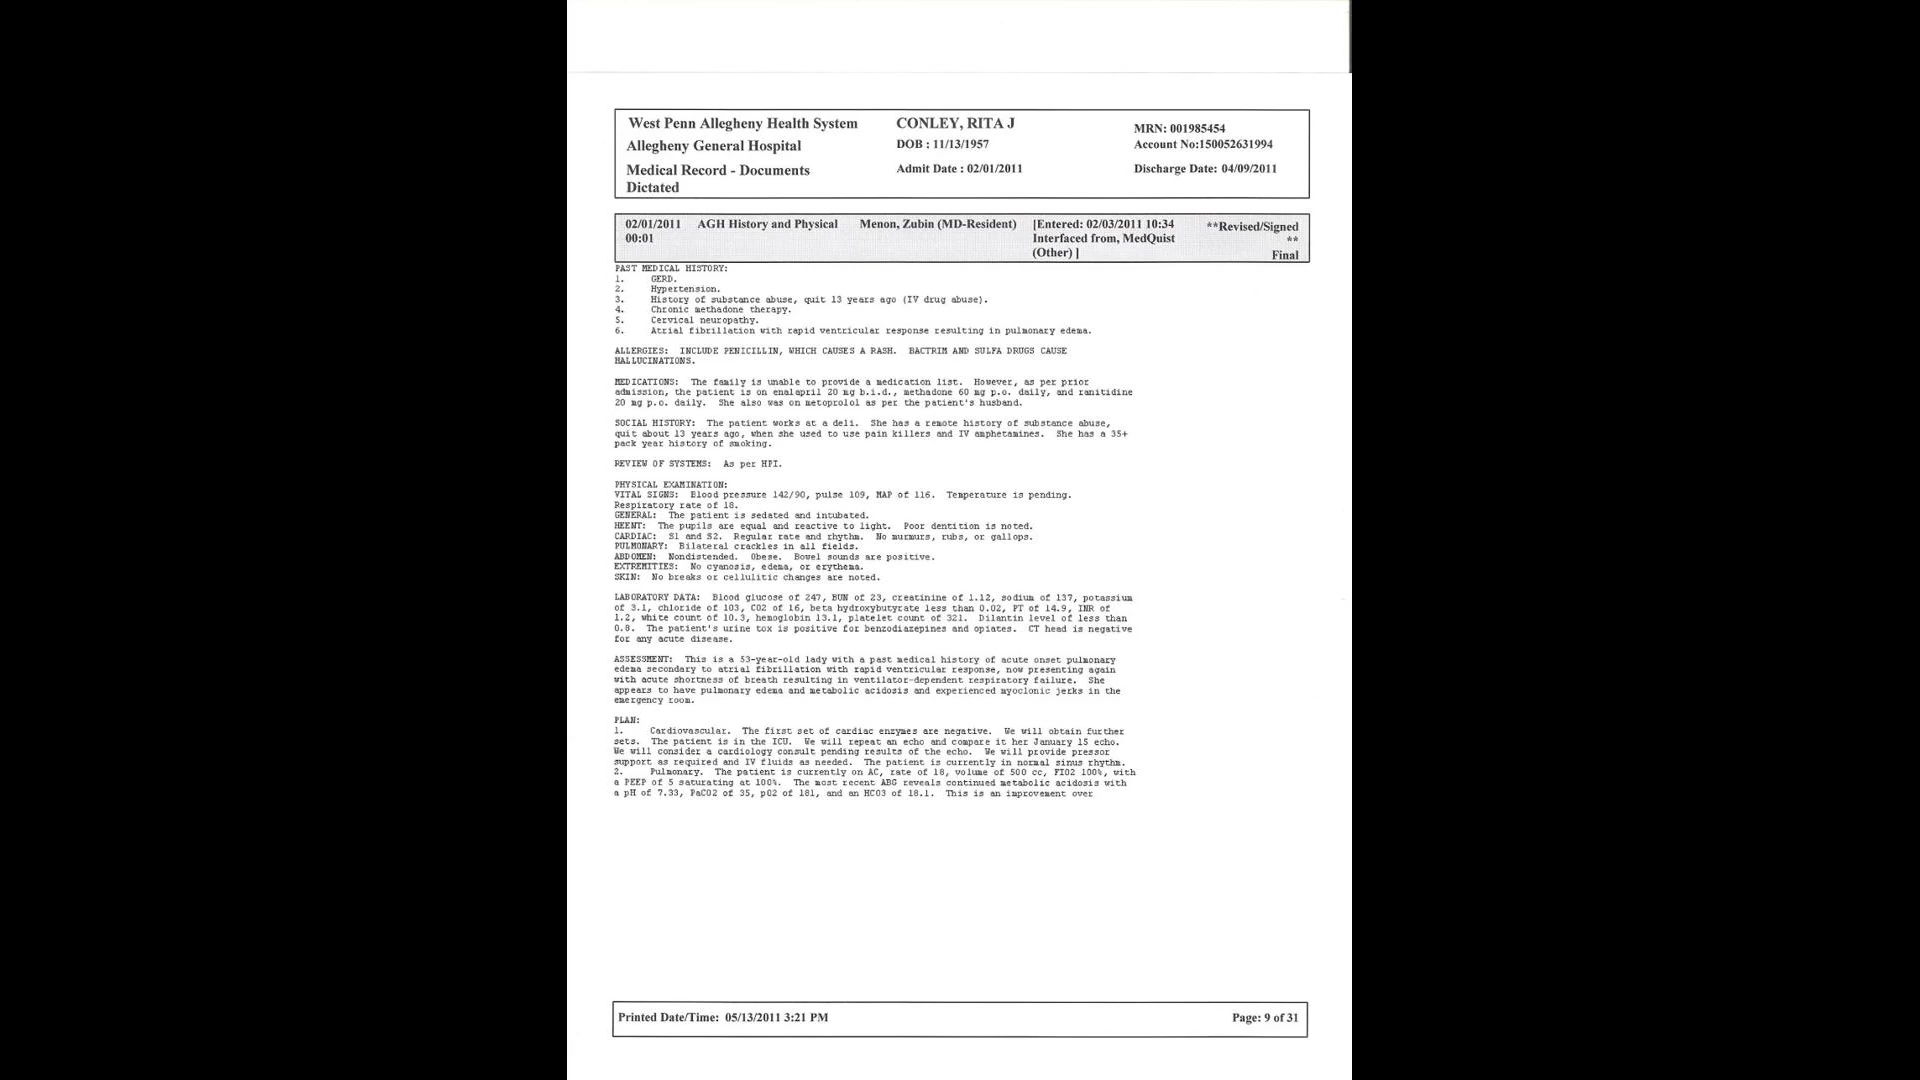 West Penn Allegheny Health System
Allegheny General Hospital
Medical Record - Documents
Dictated
CONLEY, RITA J
DOB : 11/13/1957
Admit Date : 02/01/2011
MRN: 001985454
Account No:150052631994
Discharge Date: 04/09/2011
02/01/2011
00:01
AGH History and Physical
Menon, Zubin (MD-Resident)
[Entered: 02/03/2011 10:34
Interfaced from, MedQuist
(Other) ]
**Revised/Signed
**
Final
PAST MEDICAL HISTORY:
1. GERD.
2. Hypertension.
3. History of substance abuse, quit 13 years ago (IV drug abuse).
4. Chronic methadone therapy.
5. Cervical neuropathy.
6. Atrial fibrillation with rapid ventricular response resulting in pulmonary edema.
ALLERGIES: INCLUDE PENICILLIN, WHICH CAUSES A RASH. BACTRIM AND SULFA DRUGS CAUSE
HALLUCINATIONS.
MEDICATIONS: The family is unable to provide a medication list. However, as per prior
admission, the patient is on enalapril 20 mg b.i.d., methadone 60 mg p.o. daily, and ranitidine
20 mg p.o. daily. She also was on metoprolol as per the patient's husband.
SOCIAL HISTORY: The patient works at a deli. She has a remote history of substance abuse,
quit about 13 years ago, when she used to use pain killers and IV amphetamines. She has a 35+
pack year history of smoking.
REVIEW OF SYSTEMS: As per HPI.
PHYSICAL EXAMINATION:
VITAL SIGNS: Blood pressure 142/90, pulse 109, MAP of 116. Temperature is pending.
Respiratory rate of 18.
GENERAL: The patient is sedated and intubated.
HEENT: The pupils are equal and reactive to light. Poor dentition is noted.
CARDIAC: S1 and S2. Regular rate and rhythm. No murmurs, rubs, or gallops.
PULMONARY: Bilateral crackles in all fields.
ABDOMEN: Nondistended. Obese. Bowel sounds are positive.
EXTREMITIES: No cyanosis, edema, or erythema.
SKIN: No breaks or cellulitic changes are noted.
LABORATORY DATA: Blood glucose of 247, BUN of 23, creatinine of 1.12, sodium of 137, potassium
of 3.1, chloride of 103, CO2 of 16, beta hydroxybutyrate less than 0.02, PT of 14.9, INR of
1.2, white count of 10.3, hemoglobin 13.1, platelet count of 321. Dilantin level of less than
0.8. The patient's urine tox is positive for benzodiazepines and opiates. CT head is negative
for any acute disease.
ASSESSMENT: This is a 53-year-old lady with a past medical history of acute onset pulmonary
edema secondary to atrial fibrillation with rapid ventricular response, now presenting again
with acute shortness of breath resulting in ventilator-dependent respiratory failure. She
appears to have pulmonary edema and metabolic acidosis and experienced myoclonic jerks in the
emergency room.
PLAN:
1. Cardiovascular. The first set of cardiac enzymes are negative. We will obtain further
sets. The patient is in the ICU. We will repeat an echo and compare it her January 15 echo.
We will consider a cardiology consult pending results of the echo. We will provide pressor
support as required and IV fluids as needed. The patient is currently in normal sinus rhythm.
2. Pulmonary. The patient is currently on AC, rate of 18, volume of 500 cc, FIO2 100%, with
a PEEP of 5 saturating at 100%. The most recent ABG reveals continued metabolic acidosis with
a pH of 7.33, PaCO2 of 35, pO2 of 181, and an HCO3 of 18.1. This is an improvement over
Printed Date/Time: 05/13/2011 3:21 PM
Page: 9 of 31